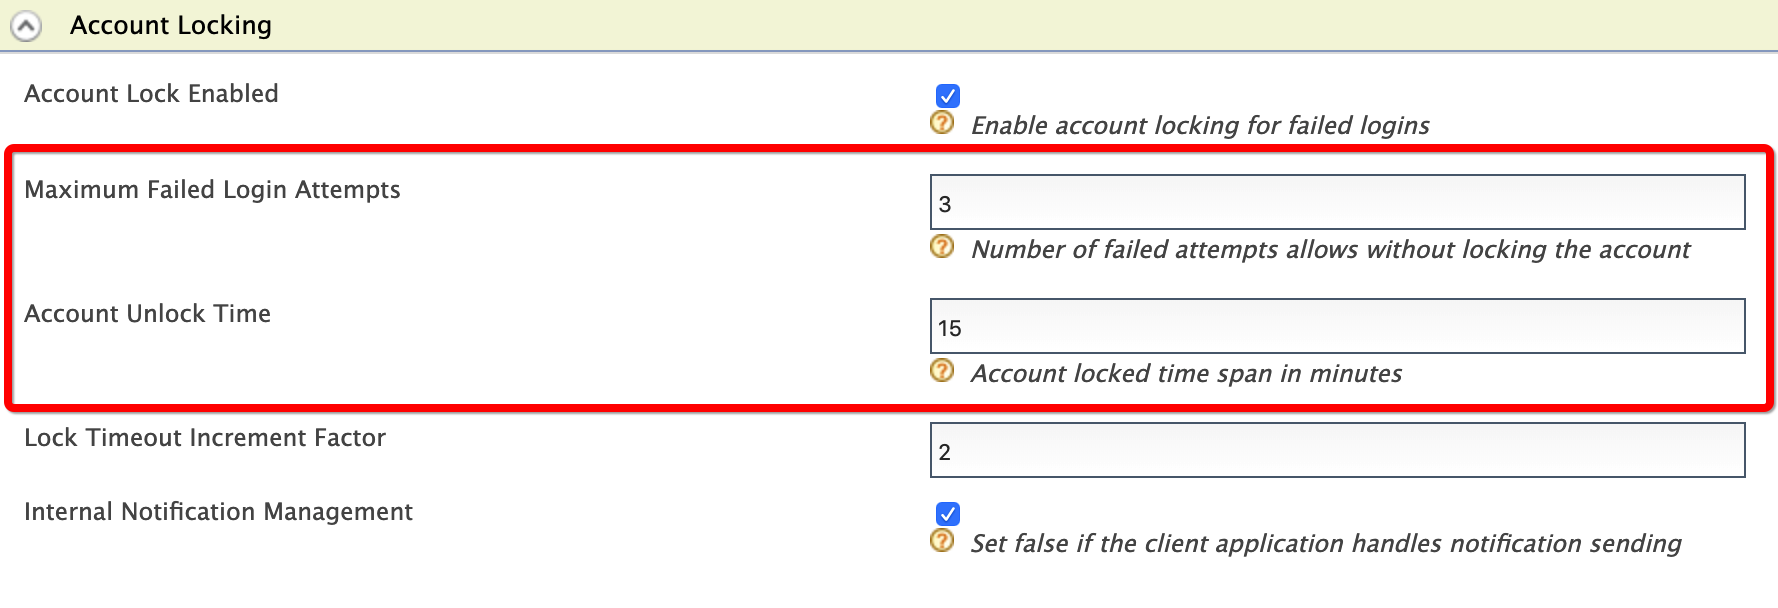 Account Locking
Account Lock Enabled
Enable account locking for failed logins
Maximum Failed Login Attempts
3
Number of failed attempts allows without locking the account
Account Unlock Time
15
Account locked time span in minutes
Lock Timeout Increment Factor
2
Internal Notification Management
Set false if the client application handles notification sending